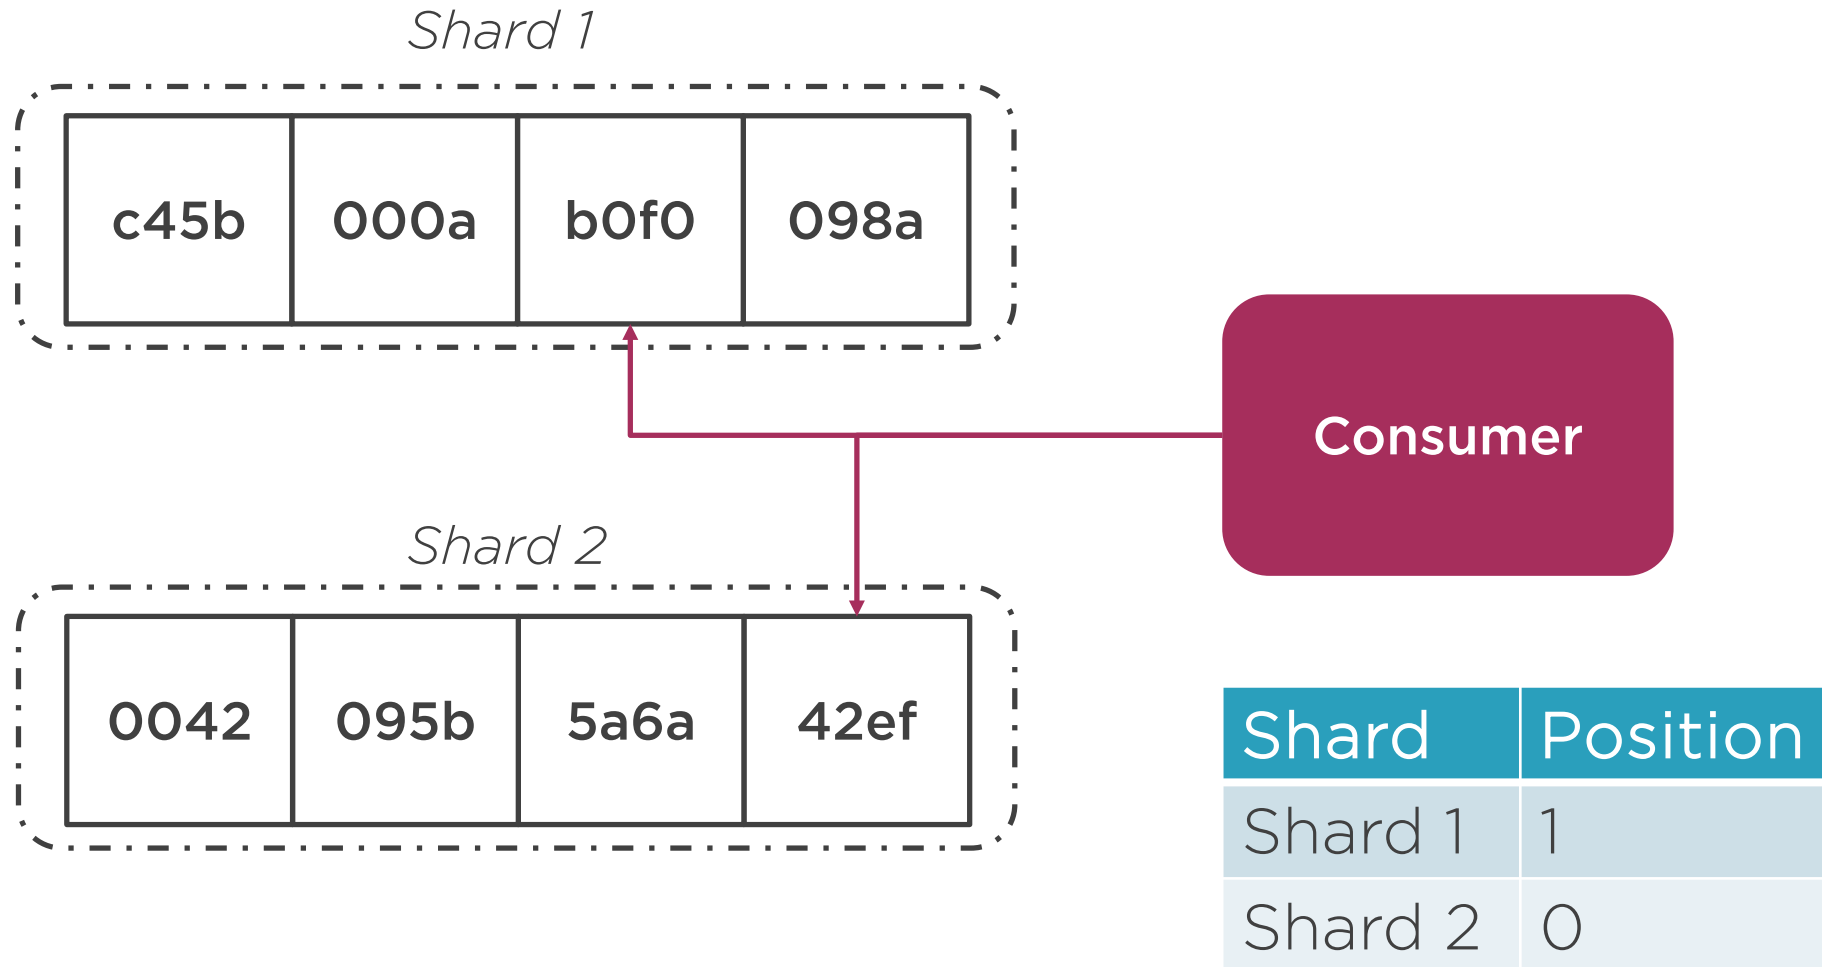 Shard 1
c45b 000a b0f0 098a
Consumer
Shard 2
0042 095b 5a6a 42ef
Shard Position
Shard 1 1
Shard 2 0